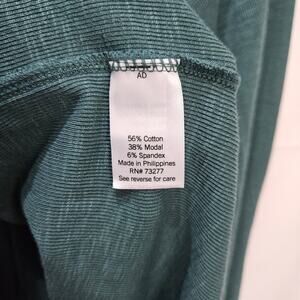 AD
56% Cotton
38% Modal
6% Spandex
Made in Philippines
RN# 73277
See reverse for care